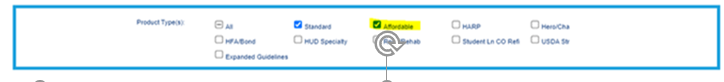 Product Type(s): All Standard Affordable HARP Hero/Cha
HFA/Bond HUD Specialty Rehab Student Ln CO Refi USDA Str
Expanded Guidelines